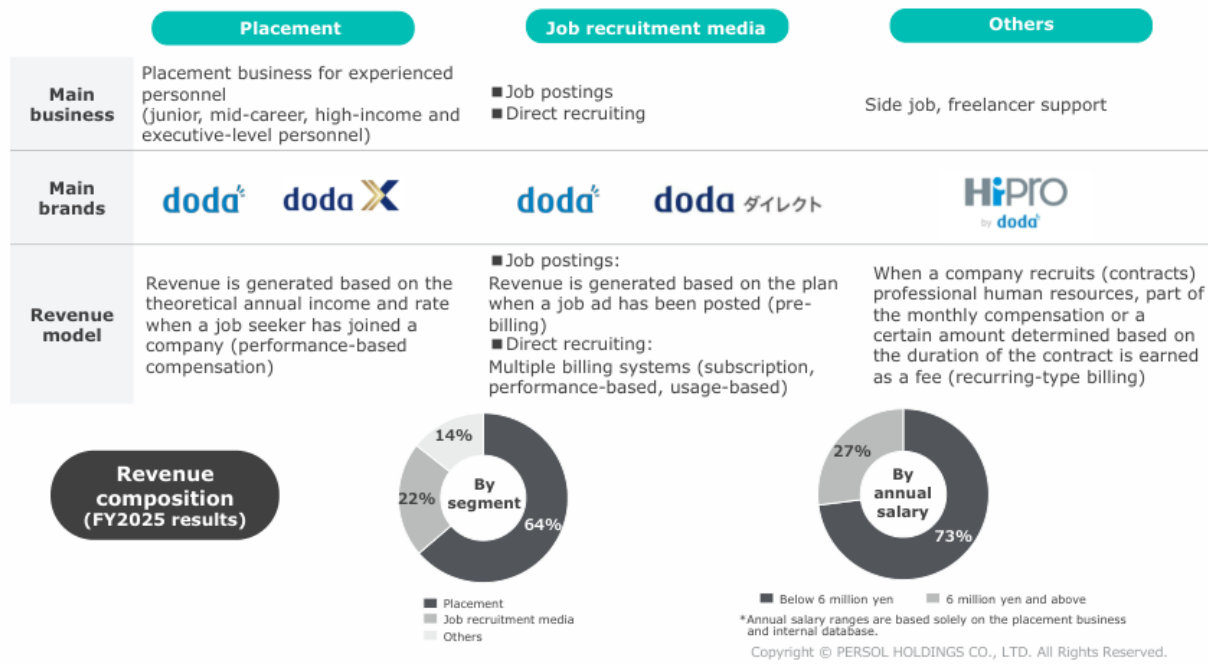 Placement
Job recruitment media
Others
Main
business
Placement business for experienced
personnel
(junior, mid-career, high-income and
executive-level personnel)
■Job postings
■Direct recruiting
Side job, freelancer support
Main
brands
doda
doda X
doda
doda ダイレクト
HiPRO
by doda
Revenue
model
Revenue is generated based on the
theoretical annual income and rate
when a job seeker has joined a
company (performance-based
compensation)
■Job postings:
Revenue is generated based on the plan
when a job ad has been posted (pre-
billing)
■Direct recruiting:
Multiple billing systems (subscription,
performance-based, usage-based)
When a company recruits (contracts)
professional human resources, part of
the monthly compensation or a
certain amount determined based on
the duration of the contract is earned
as a fee (recurring-type billing)
Revenue
composition
(FY2025 results)
14%
22%
64%
By
segment
Placement
Job recruitment media
Others
27%
73%
By
annual
salary
Below 6 million yen
6 million yen and above
*Annual salary ranges are based solely on the placement business
and internal database.
Copyright © PERSOL HOLDINGS CO., LTD. All Rights Reserved.